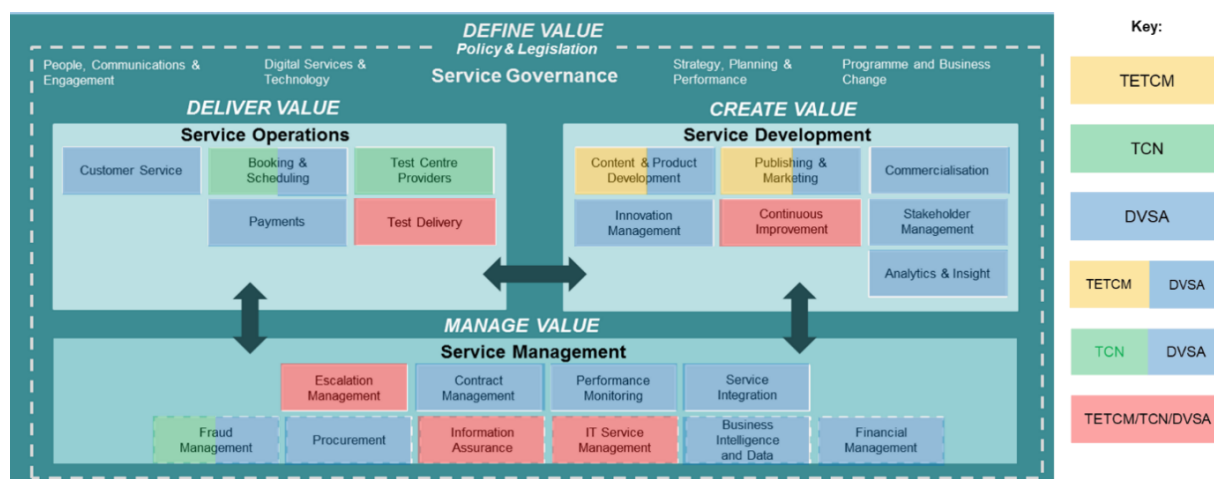 DEFINE VALUE
Policy & Legislation
People, Communications &
Engagement
Digital Services &
Technology
Service Governance
Strategy, Planning &
Performance
Programme and Business
Change
DELIVER VALUE
Service Operations
Customer Service
Booking &
Scheduling
Test Centre
Providers
Payments
Test Delivery
CREATE VALUE
Service Development
Content & Product
Development
Publishing &
Marketing
Commercialisation
Innovation
Management
Continuous
Improvement
Stakeholder
Management
Analytics & Insight
MANAGE VALUE
Service Management
Escalation
Management
Contract
Management
Performance
Monitoring
Service
Integration
Fraud
Management
Procurement
Information
Assurance
IT Service
Management
Business
Intelligence
and Data
Financial
Management
Key:
TETCM
TCN
DVSA
TETCM DVSA
TCN DVSA
TETCM/TCN/DVSA